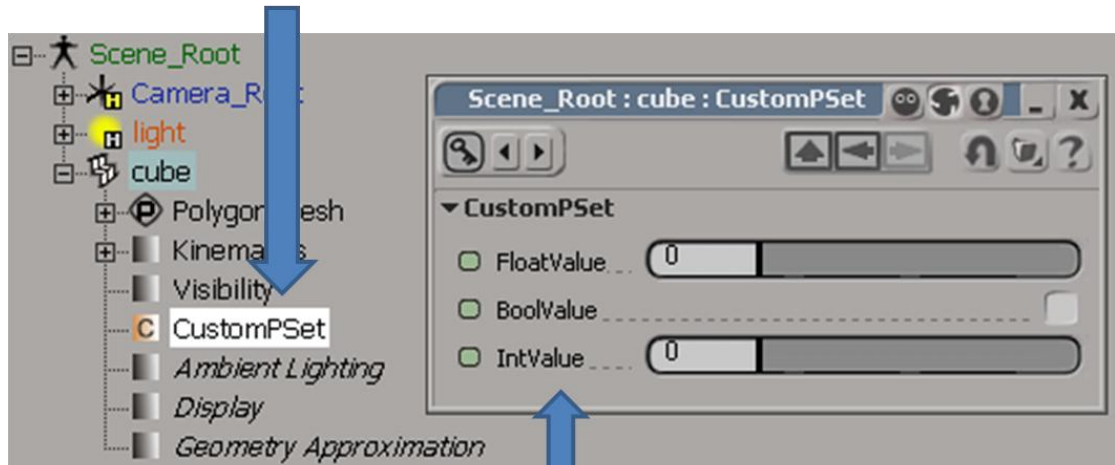 Scene_Root
light
cube
Visibility
CustomPSet
Ambient Lighting
Display
Geometry Approximation
Scene_Root : cube : CustomPSet
CustomPSet
FloatValue 0
BoolValue
IntValue 0